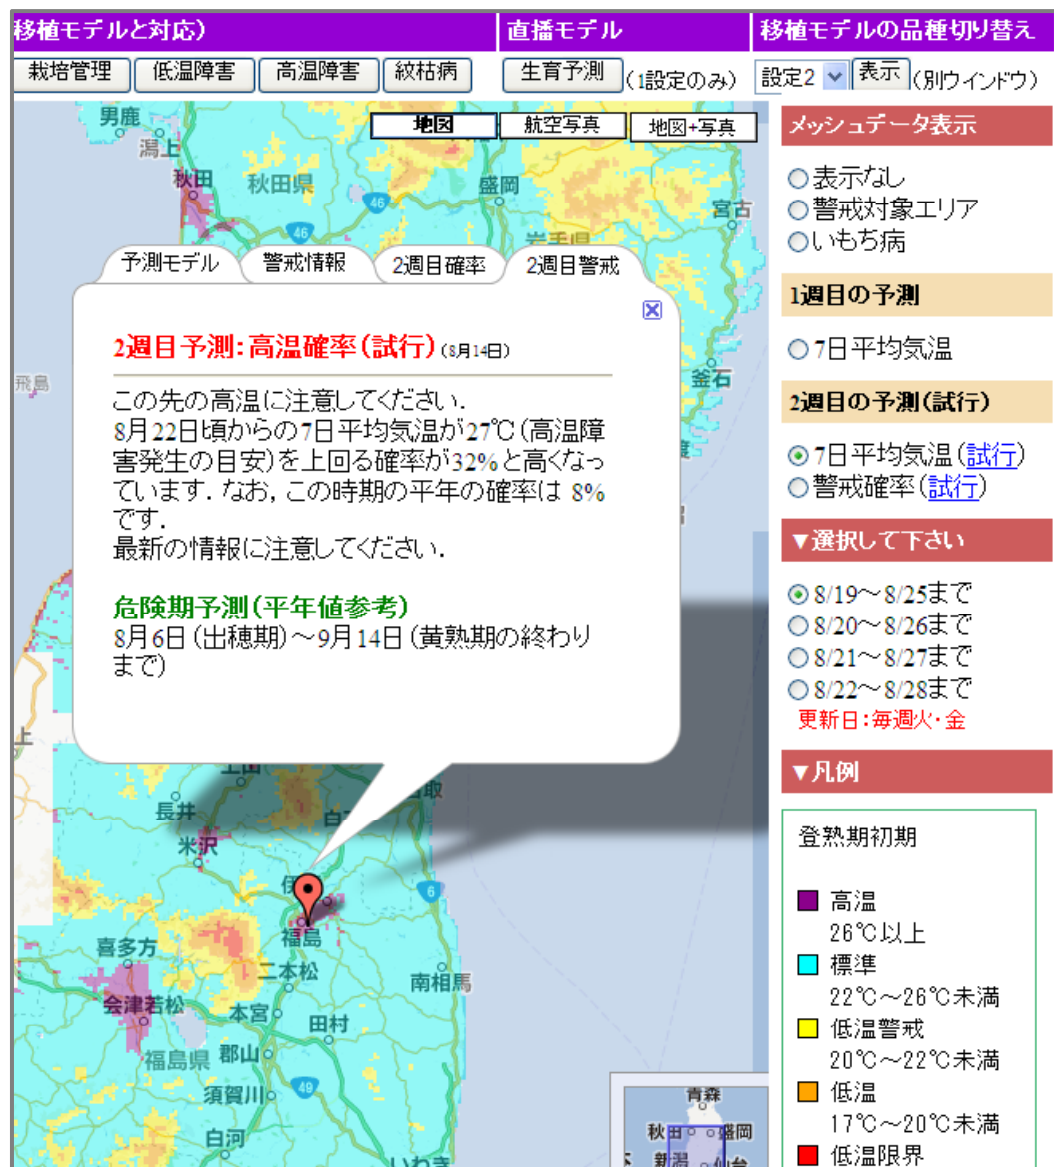 移植モデルと対応)
直播モデル
移植モデルの品種切り替え
栽培管理
低温障害
高温障害
紋枯病
生育予測
(1設定のみ)
設定2
表示
(別ウインドウ)
地図
航空写真
地図+写真
男鹿
潟上
秋田
秋田県
盛岡
宮古
46
46
岩手県
予測モデル
警戒情報
2週目確率
2週目警戒
2週目予測:高温確率(試行) (8月14日)
この先の高温に注意してください.
8月22日頃からの7日平均気温が27℃(高温障
害発生の目安)を上回る確率が32%と高くなっ
ています. なお, この時期の平年の確率は 8%
です.
最新の情報に注意してください.
危険期予測(平年値参考)
8月6日(出穂期)~9月14日(黄熟期の終わり
まで)
飛島
釜石
上
長井
米沢
6
福島
喜多方
二本松
南相馬
会津若松
本宮
田村
福島県
郡山
49
須賀川
白河
いわき
青森
秋田
盛岡
新潟
仙台
メッシュデータ表示
表示なし
警戒対象エリア
いもち病
1週目の予測
7日平均気温
2週目の予測(試行)
7日平均気温(試行)
警戒確率(試行)
▼選択して下さい
8/19~8/25まで
8/20~8/26まで
8/21~8/27まで
8/22~8/28まで
更新日:毎週火・金
▼凡例
登熟期初期
高温
26℃以上
標準
22℃~26℃未満
低温警戒
20℃~22℃未満
低温
17℃~20℃未満
低温限界